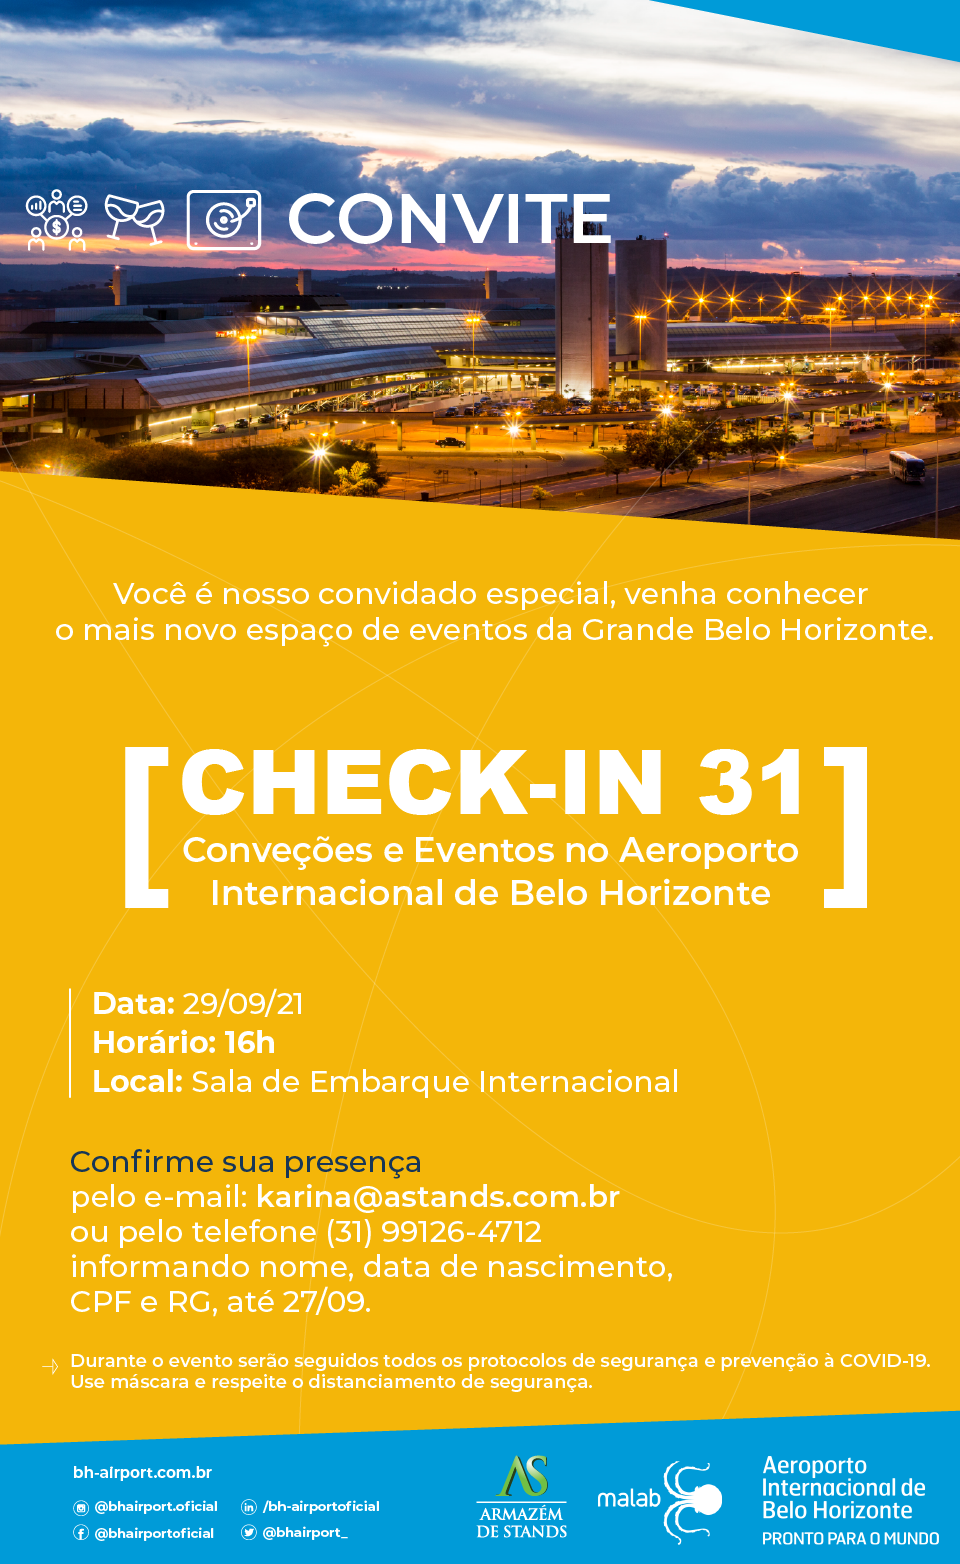 CONVITE
Você é nosso convidado especial, venha conhecer
o mais novo espaço de eventos da Grande Belo Horizonte.
[CHECK-IN 31]
Conveções e Eventos no Aeroporto
Internacional de Belo Horizonte
Data: 29/09/21
Horário: 16h
Local: Sala de Embarque Internacional
Confirme sua presença
pelo e-mail: karina@astands.com.br
ou pelo telefone (31) 99126-4712
informando nome, data de nascimento,
CPF e RG, até 27/09.
Durante o evento serão seguidos todos os protocolos de segurança e prevenção à COVID-19.
Use máscara e respeite o distanciamento de segurança.
bh-airport.com.br
@bhairport.oficial
/bh-airportoficial
@bhairportoficial
@bhairport_
AS
ARMAZÉM
DE STANDS
malab
Aeroporto
Internacional de
Belo Horizonte
PRONTO PARA O MUNDO